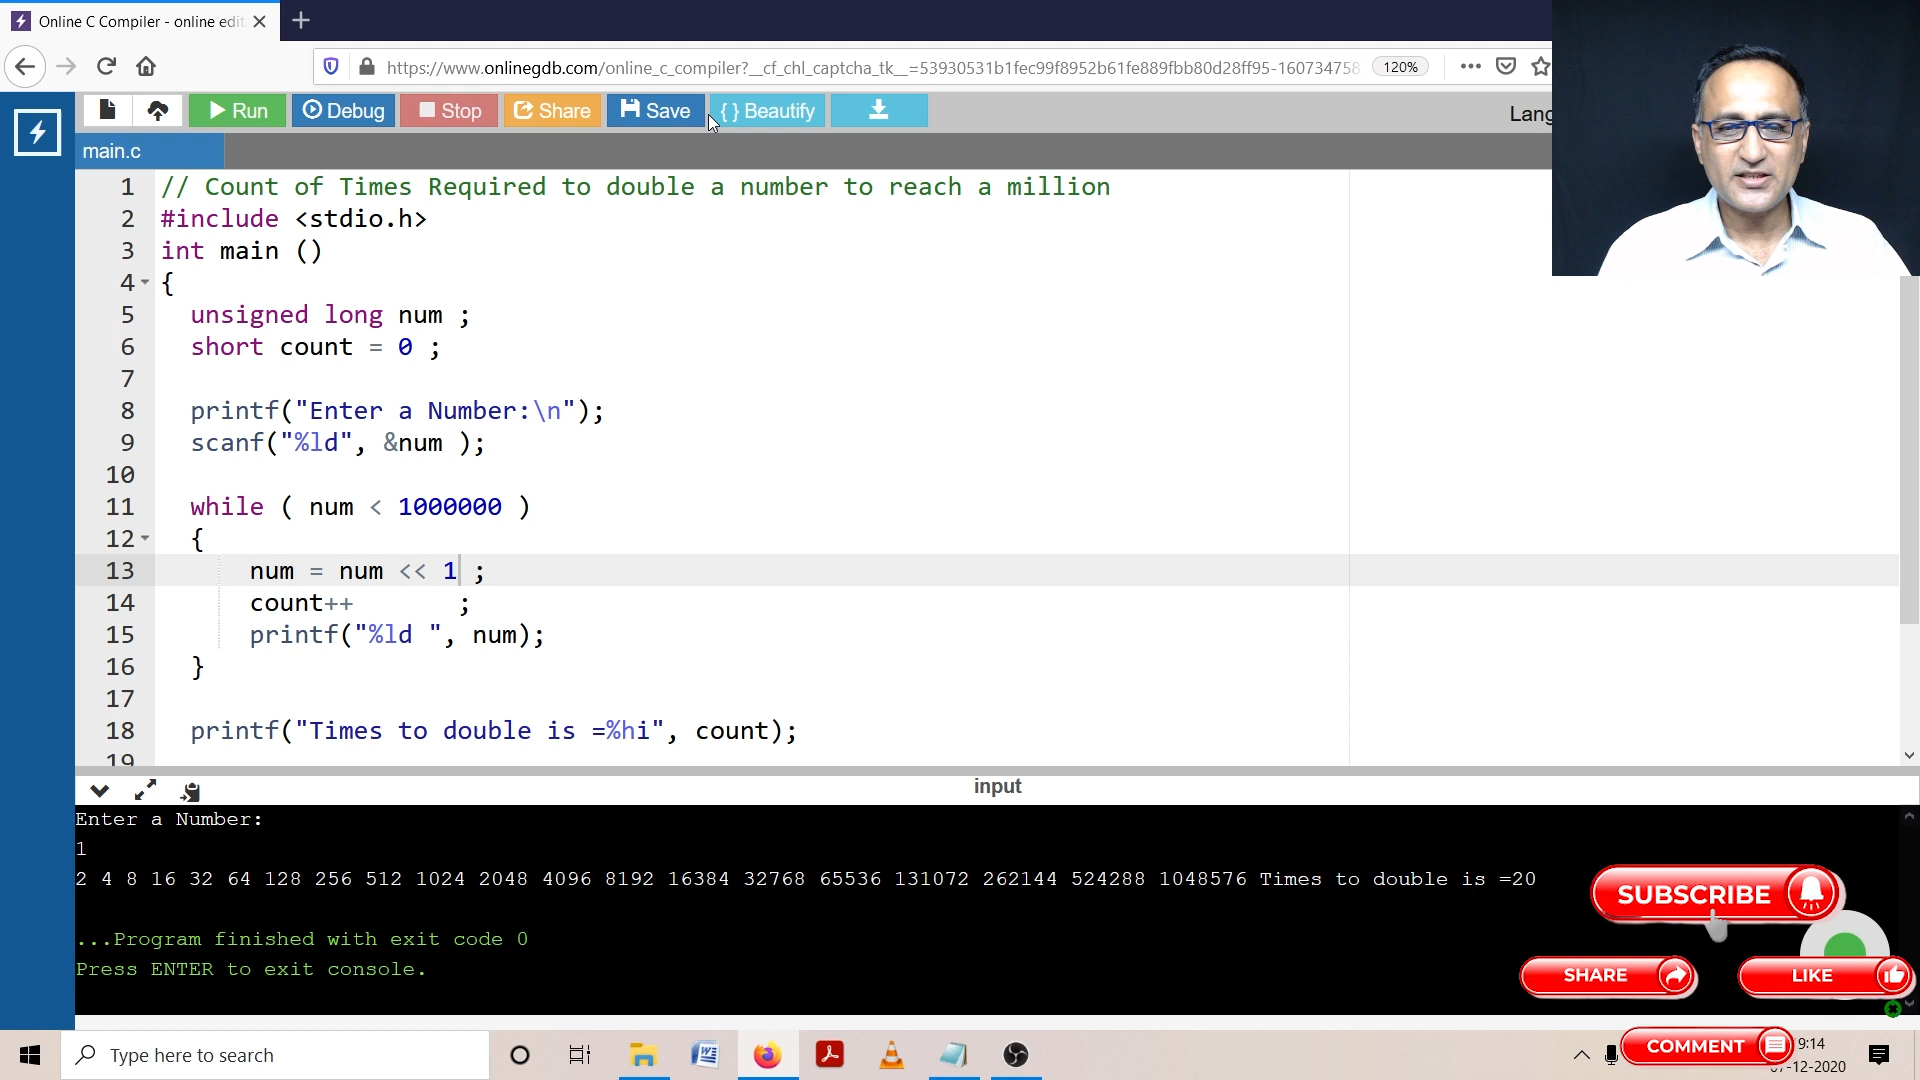 Online C Compiler - online edit
https://www.onlinegdb.com/online_c_compiler?__cf_chl_captcha_tk__=53930531b1fec99f8952b61fe889fbb80d28ff95-160734758
120%
Run
Debug
Stop
Share
Save
{ } Beautify
Lang
main.c
1 // Count of Times Required to double a number to reach a million
2 #include <stdio.h>
3 int main ()
4 {
5 unsigned long num ;
6 short count = 0 ;
7
8 printf("Enter a Number:\n");
9 scanf("%ld", &num );
10
11 while ( num < 1000000 )
12 {
13 num = num << 1 ;
14 count++ ;
15 printf("%ld ", num);
16 }
17
18 printf("Times to double is =%hi", count);
19
input
Enter a Number:
1
2 4 8 16 32 64 128 256 512 1024 2048 4096 8192 16384 32768 65536 131072 262144 524288 1048576 Times to double is =20
...Program finished with exit code 0
Press ENTER to exit console.
SUBSCRIBE
SHARE
LIKE
COMMENT
Type here to search
9:14
-12-2020